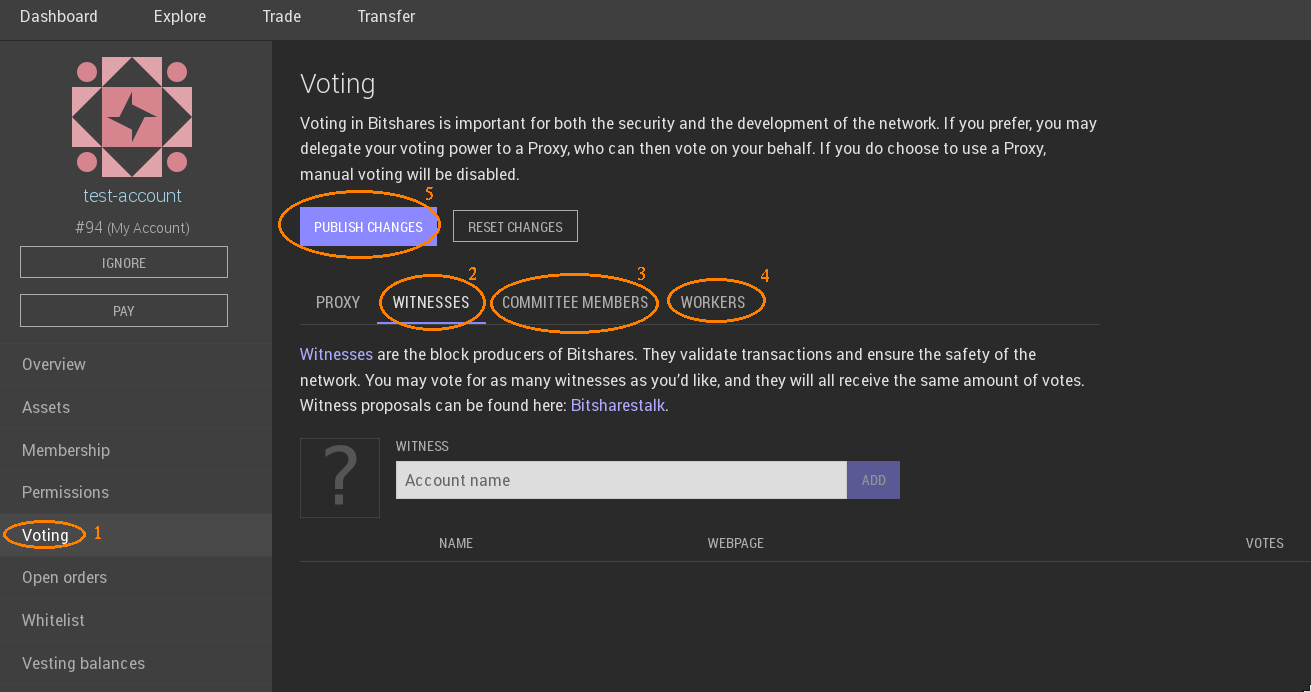 Dashboard Explore Trade Transfer
test-account
#94 (My Account)
IGNORE
PAY
Overview
Assets
Membership
Permissions
Voting 1
Open orders
Whitelist
Vesting balances
Voting
Voting in Bitshares is important for both the security and the development of the network. If you prefer, you may
delegate your voting power to a Proxy, who can then vote on your behalf. If you do choose to use a Proxy,
manual voting will be disabled.
5
PUBLISH CHANGES RESET CHANGES
2 3 4
PROXY WITNESSES COMMITTEE MEMBERS WORKERS
Witnesses are the block producers of Bitshares. They validate transactions and ensure the safety of the
network. You may vote for as many witnesses as you’d like, and they will all receive the same amount of votes.
Witness proposals can be found here: Bitsharestalk.
?
WITNESS
Account name ADD
NAME WEBPAGE VOTES